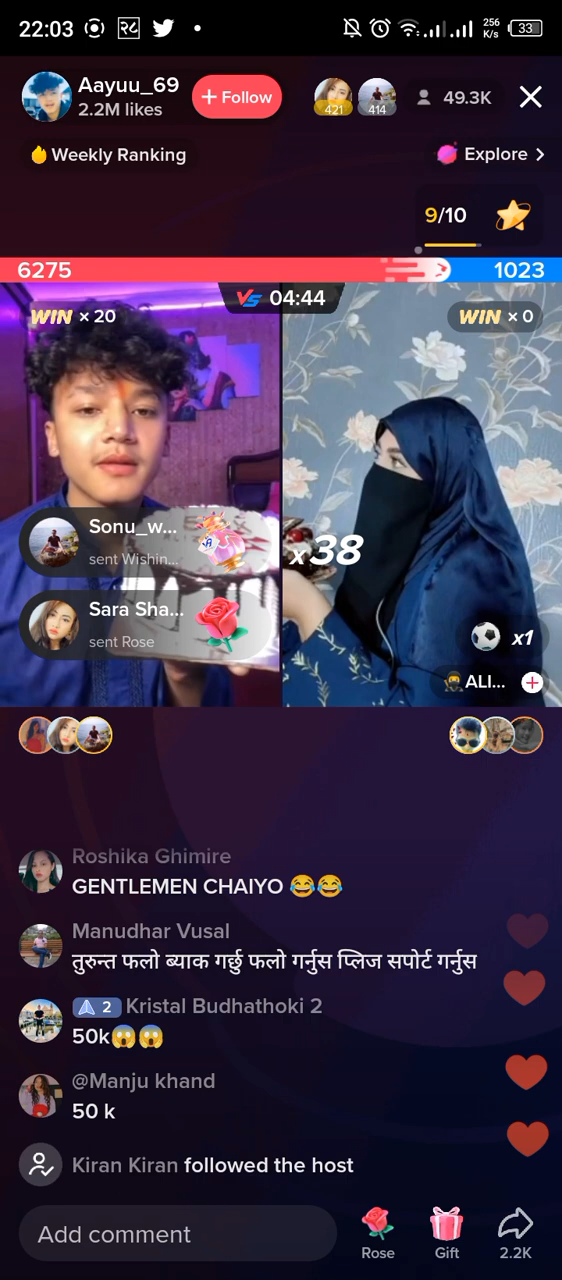 22:03
२८
256
K/s
33
Aayuu_69
2.2M likes
+ Follow
421
414
49.3K
Weekly Ranking
Explore
9/10
6275
1023
VS 04:44
WIN × 20
WIN × 0
Sonu_w...
sent Wishin...
x38
Sara Sha...
sent Rose
x1
ALI...
Roshika Ghimire
GENTLEMEN CHAIYO 😂😂
Manudhar Vusal
तुरुन्त फलो ब्याक गर्छु फलो गर्नुस प्लिज सपोर्ट गर्नुस
2 Kristal Budhathoki 2
50k😱😱
@Manju khand
50 k
Kiran Kiran followed the host
Add comment
Rose
Gift
2.2K